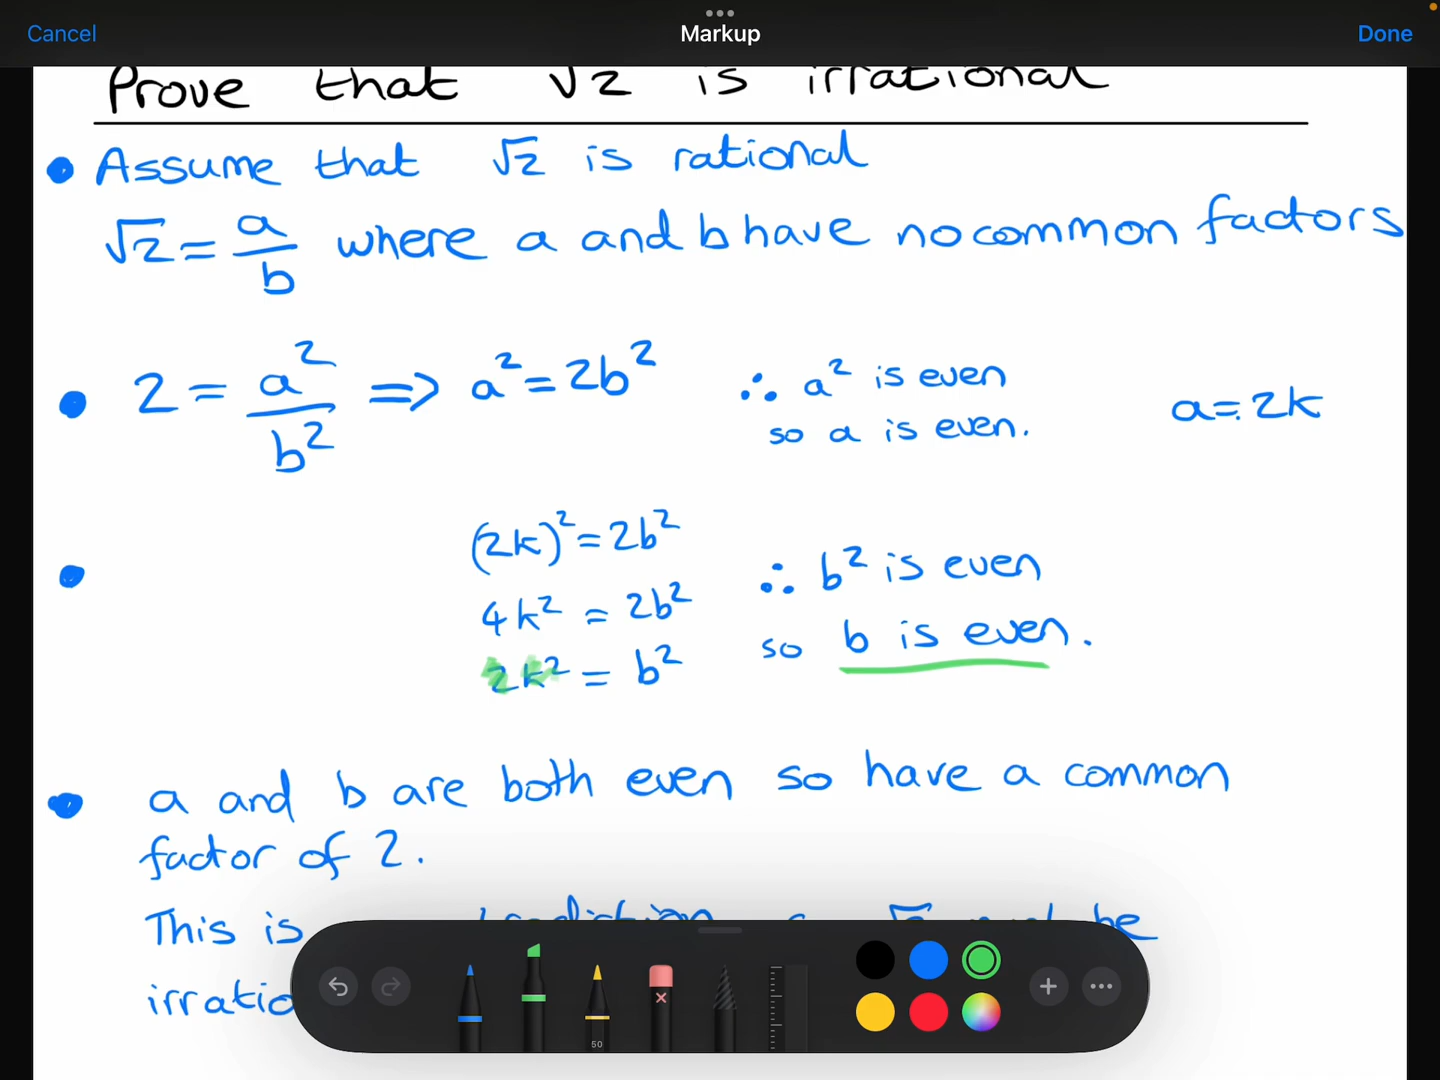 Cancel
Markup
Done
Prove that √2 is irrational
Assume that √2 is rational
√2 = a/b where a and b have no common factors
2 = a²/b² => a² = 2b² ∴ a² is even
so a is even. a = 2k
(2k)² = 2b²
∴ b² is even
4k² = 2b²
so b is even.
2k² = b²
a and b are both even so have a common
factor of 2.
This is be
50